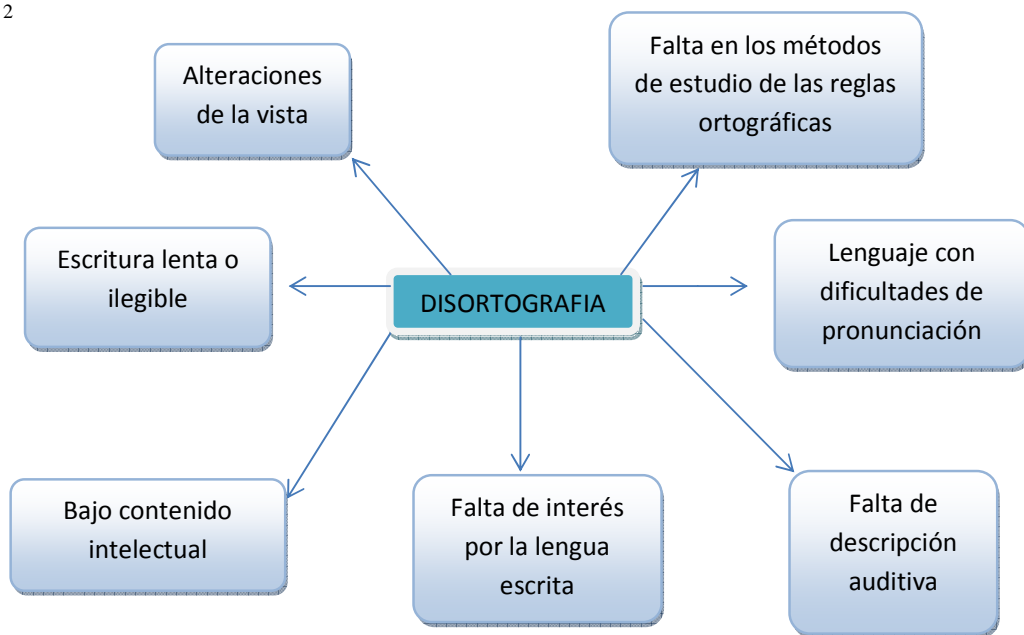 2
Alteraciones
de la vista
Falta en los métodos
de estudio de las reglas
ortográficas
Escritura lenta o
ilegible
DISORTOGRAFIA
Lenguaje con
dificultades de
pronunciación
Bajo contenido
intelectual
Falta de interés
por la lengua
escrita
Falta de
descripción
auditiva